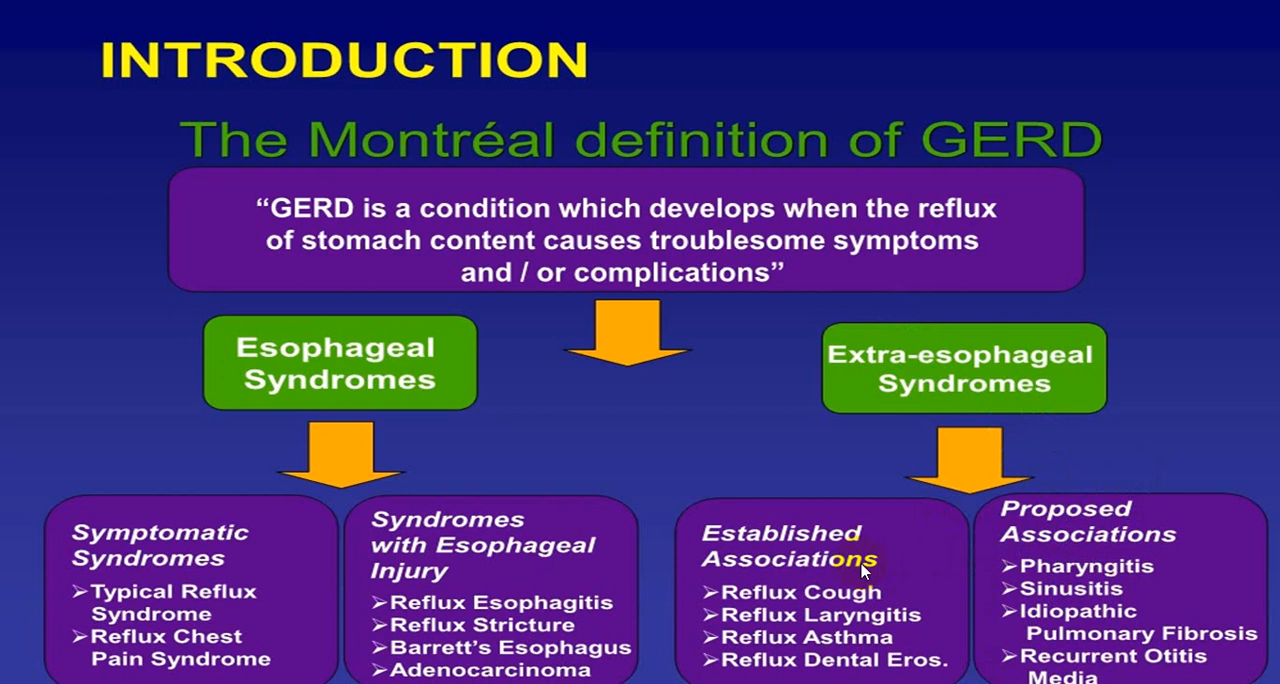 INTRODUCTION
The Montréal definition of GERD
“GERD is a condition which develops when the reflux
of stomach content causes troublesome symptoms
and / or complications”
Esophageal
Syndromes
Extra-esophageal
Syndromes
Symptomatic
Syndromes
➢Typical Reflux
Syndrome
➢Reflux Chest
Pain Syndrome
Syndromes
with Esophageal
Injury
➢Reflux Esophagitis
➢Reflux Stricture
➢Barrett’s Esophagus
➢Adenocarcinoma
Established
Associations
➢Reflux Cough
➢Reflux Laryngitis
➢Reflux Asthma
➢Reflux Dental Eros.
Proposed
Associations
➢Pharyngitis
➢Sinusitis
➢Idiopathic
Pulmonary Fibrosis
➢Recurrent Otitis
Media